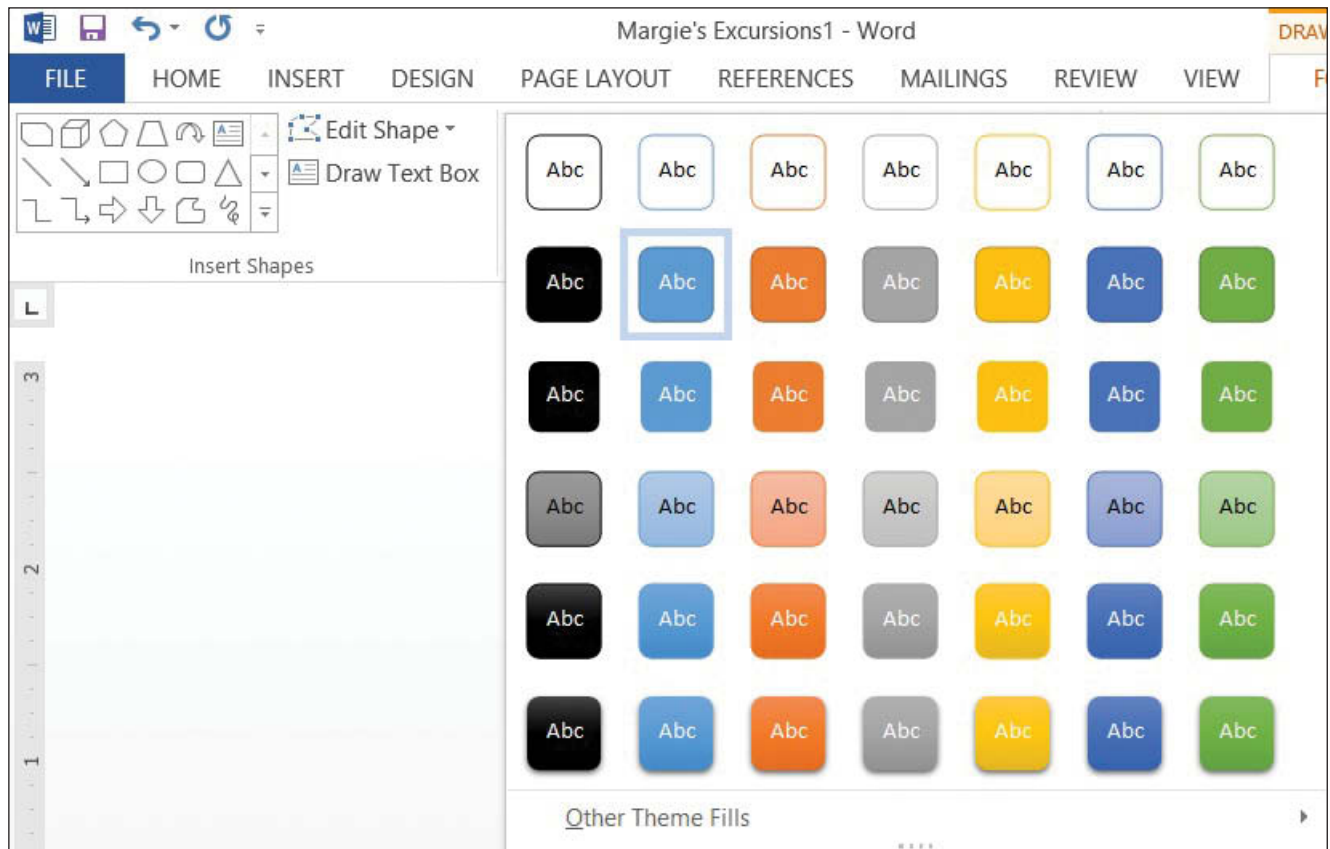 Margie's Excursions1 - Word
DRAW
FILE HOME INSERT DESIGN PAGE LAYOUT REFERENCES MAILINGS REVIEW VIEW
Edit Shape
Draw Text Box
Insert Shapes
Abc Abc Abc Abc Abc Abc Abc
Abc Abc Abc Abc Abc Abc Abc
Abc Abc Abc Abc Abc Abc Abc
Abc Abc Abc Abc Abc Abc Abc
Abc Abc Abc Abc Abc Abc Abc
Abc Abc Abc Abc Abc Abc Abc
Other Theme Fills
3
2
1